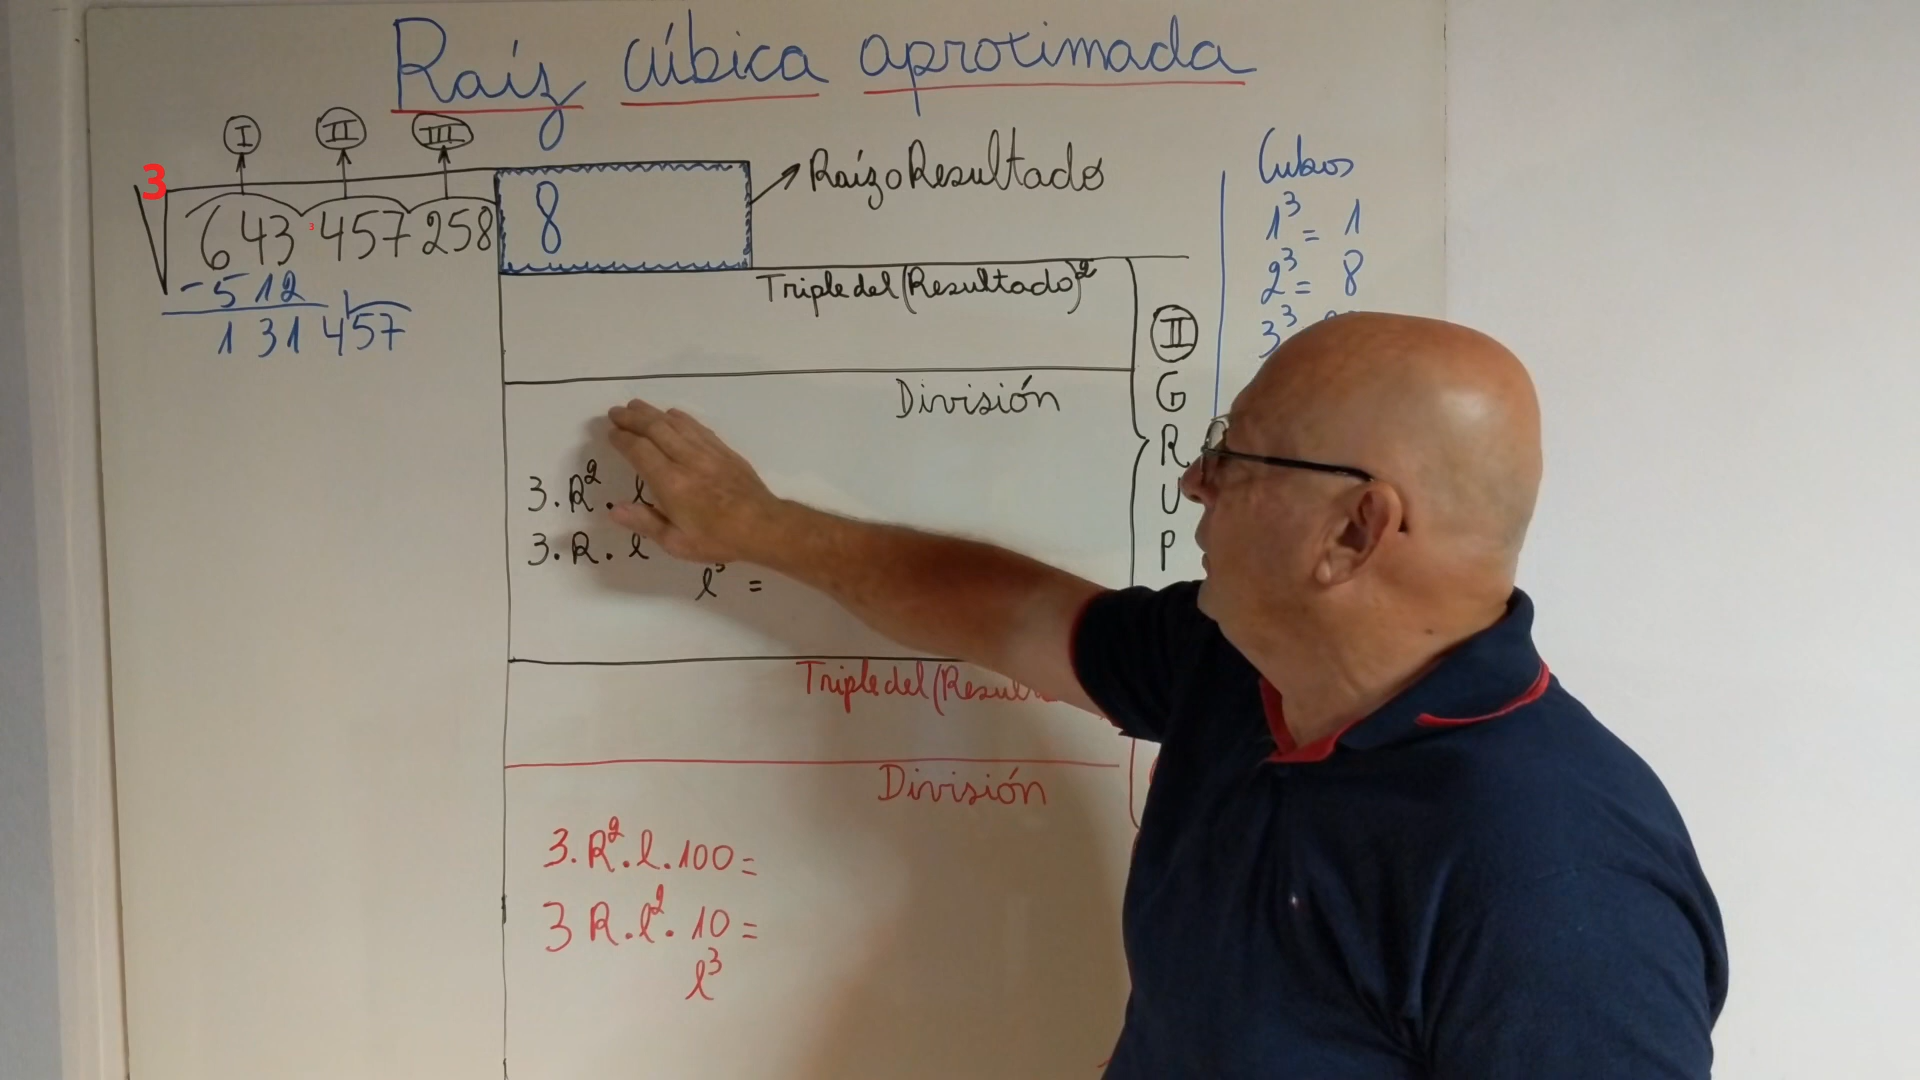 Raíz cúbica aproximada
I II III
3
643 457 258
3
8
Raíz o Resultado
-512
131 457
Triple del (Resultado)²
División
3.R². l
3.R. l
l³ =
II
G
R
U
P
Triple del (Resul
División
3.R².l.100=
3 R.l².10=
l³
Cubos
1³ = 1
2³ = 8
3³